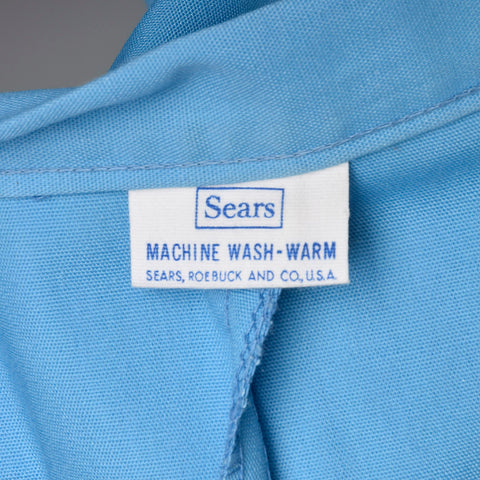 Sears
MACHINE WASH-WARM
SEARS, ROEBUCK AND CO., U.S.A.